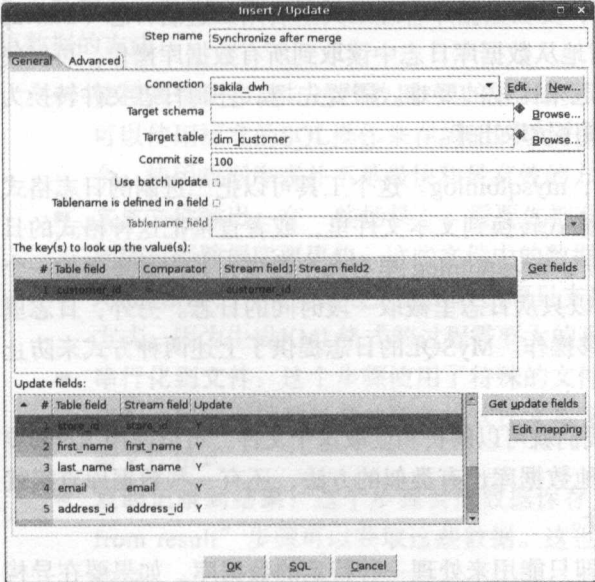 Insert / Update
Step name Synchronize after merge
General Advanced
Connection sakila_dwh Edit... New...
Target schema Browse...
Target table dim_customer Browse...
Commit size 100
Use batch update
Tablename is defined in a field
Tablename field
The key(s) to look up the value(s):
# Table field Comparator Stream field1 Stream field2 Get fields
1 customer_id = customer_id
Update fields:
# Table field Stream field Update Get update fields
1 store_id store_id Y Edit mapping
2 first_name first_name Y
3 last_name last_name Y
4 email email Y
5 address_id address_id Y
OK SQL Cancel